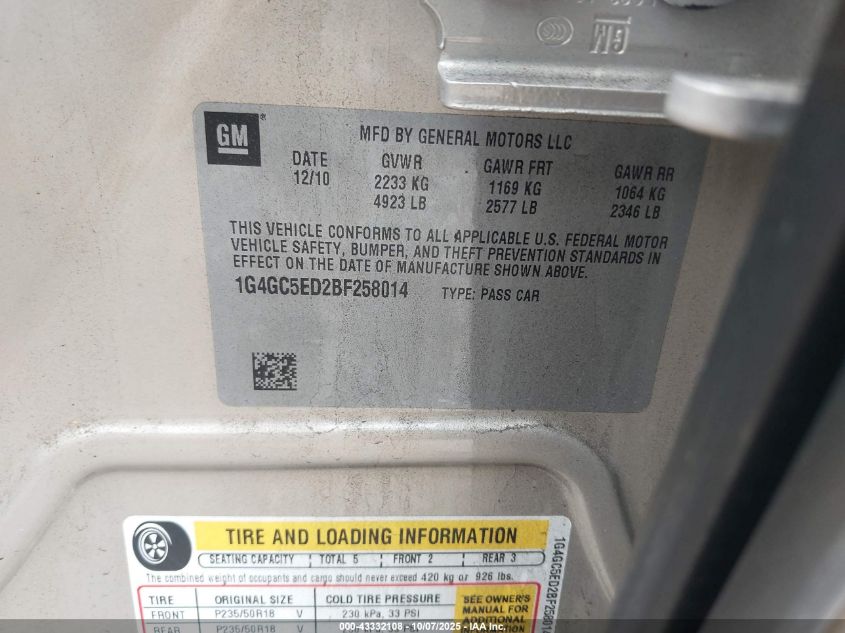 GM
GM
MFD BY GENERAL MOTORS LLC
DATE GVWR GAWR FRT GAWR RR
12/10 2233 KG 1169 KG 1064 KG
4923 LB 2577 LB 2346 LB
THIS VEHICLE CONFORMS TO ALL APPLICABLE U.S. FEDERAL MOTOR
VEHICLE SAFETY, BUMPER, AND THEFT PREVENTION STANDARDS IN
EFFECT ON THE DATE OF MANUFACTURE SHOWN ABOVE.
1G4GC5ED2BF258014 TYPE: PASS CAR
TIRE AND LOADING INFORMATION
SEATING CAPACITY TOTAL 5 FRONT 2 REAR 3
The combined weight of occupants and cargo should never exceed 420 kg or 926 lbs.
TIRE ORIGINAL SIZE COLD TIRE PRESSURE
FRONT P235/50R18 V 230 kPa, 33 PSI
REAR P235/50R18 V
SEE OWNER'S
MANUAL FOR
ADDITIONAL
1G4GC5ED2BF258014
000-43332108 - 10/07/2025 - IAA Inc.